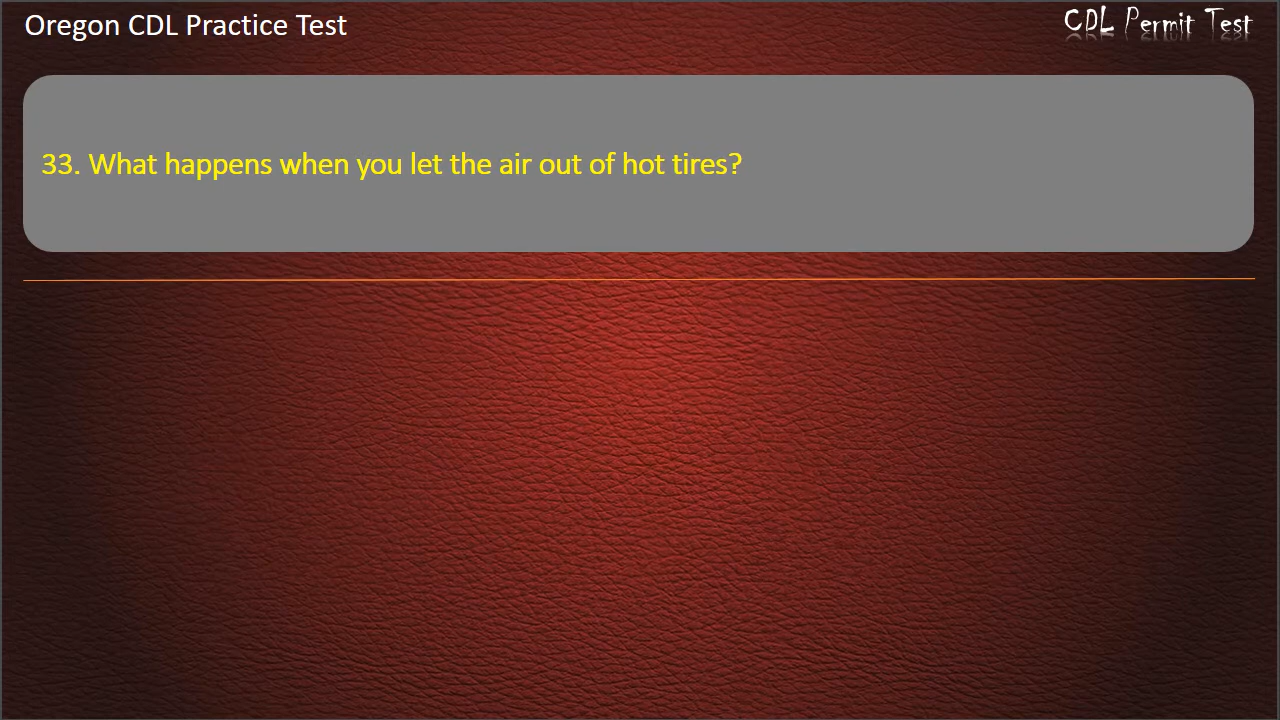 Oregon CDL Practice Test
CDL Permit Test
33. What happens when you let the air out of hot tires?